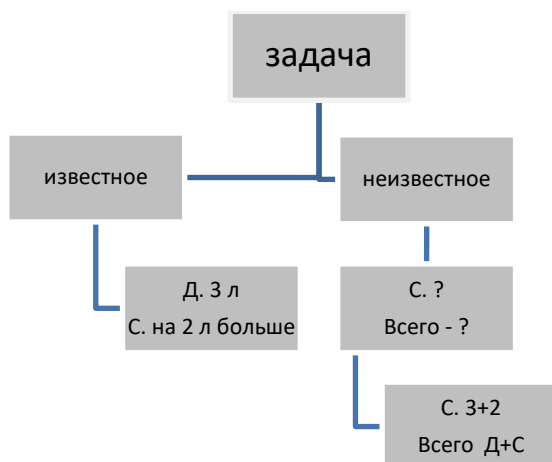 задача
известное
неизвестное
Д. 3 л
С. на 2 л больше
С. ?
Всего - ?
С. 3+2
Всего Д+С